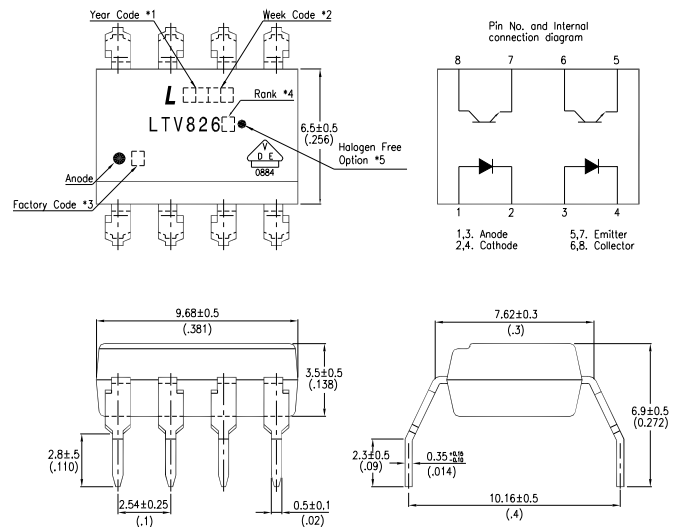 Year Code *1
Week Code *2
L
Rank *4
LTV826
Halogen Free
Option *5
V
D E
0884
6.5±0.5
(.256)
Anode
Factory Code *3
Pin No. and Internal
connection diagram
8 7 6 5
1 2 3 4
1,3. Anode
2,4. Cathode
5,7. Emitter
6,8. Collector
9.68±0.5
(.381)
3.5±0.5
(.138)
2.8±.5
(.110)
2.54±0.25
(.1)
0.5±0.1
(.02)
7.62±0.3
(.3)
6.9±0.5
(0.272)
2.3±0.5
(.09)
0.35
(.014)
10.16±0.5
(.4)